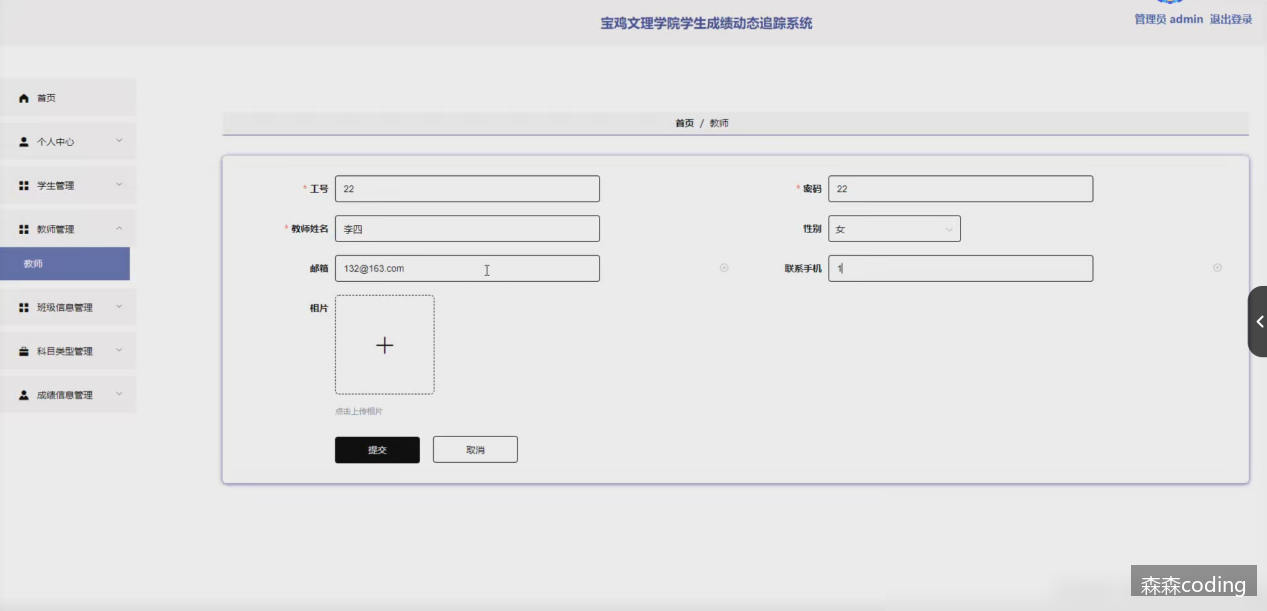 宝鸡文理学院学生成绩动态追踪系统
管理员 admin 退出登录
首页
个人中心
学生管理
教师管理
教师
班级信息管理
科目类型管理
成绩信息管理
首页 / 教师
* 工号 22
* 密码 22
* 教师姓名 李四
性别 女
邮箱 132@163.com
联系手机 1
相片
点击上传相片
提交 取消
森森coding